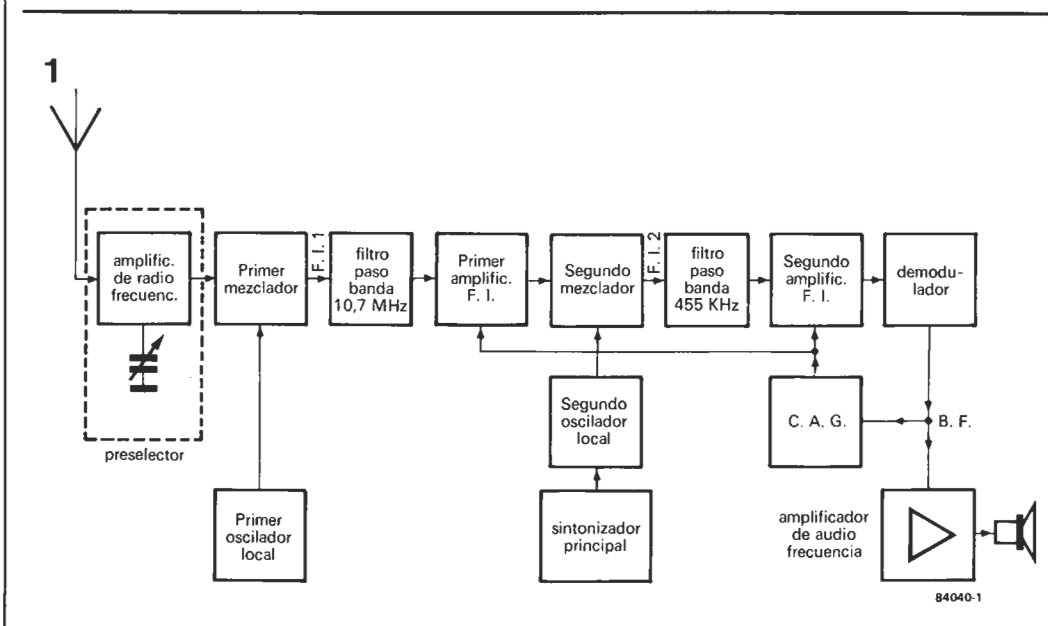 1
amplific.
de radio
frecuenc.
preselector
Primer
mezclador
F. I. 1
filtro
paso
banda
10,7 MHz
Primer
amplific.
F. I.
Segundo
mezclador
F. I. 2
filtro
paso
banda
455 KHz
Segundo
amplific.
F. I.
demodu-
lador
Primer
oscilador
local
Segundo
oscilador
local
sintonizador
principal
C. A. G.
B. F.
amplificador
de audio
frecuencia
84040-1